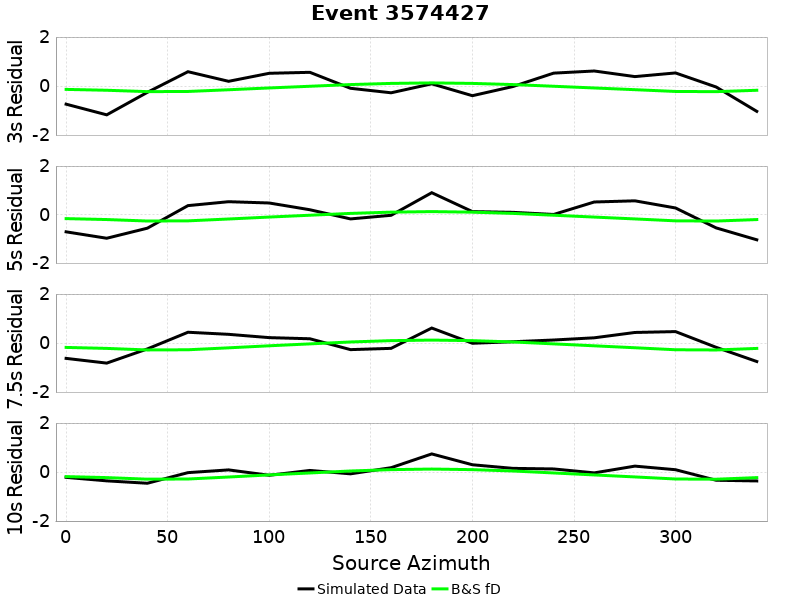 Event 3574427
3s Residual
2
0
-2
5s Residual
2
0
-2
7.5s Residual
2
0
-2
10s Residual
2
0
-2
0 50 100 150 200 250 300
Source Azimuth
Simulated Data B&S fD